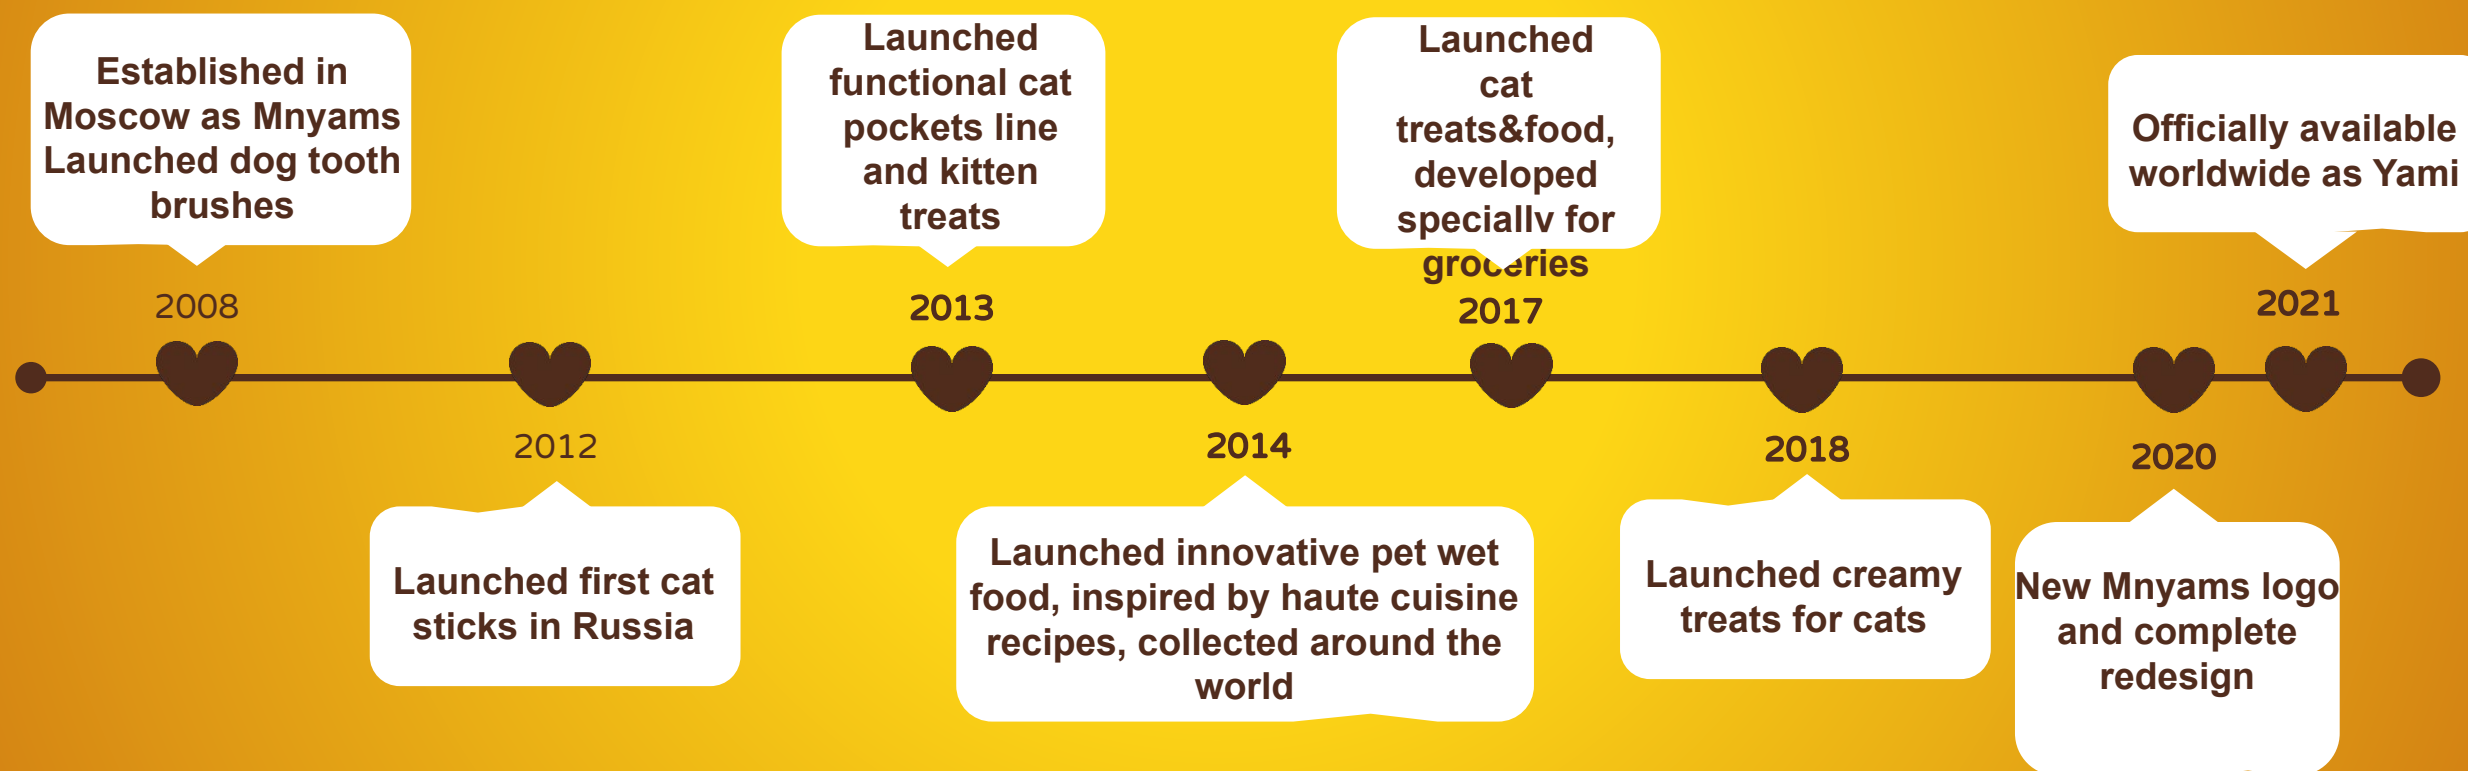 Established in
Moscow as Mnyams
Launched dog tooth
brushes
2008
2012
Launched first cat
sticks in Russia
Launched
functional cat
pockets line
and kitten
treats
2013
2014
Launched innovative pet wet
food, inspired by haute cuisine
recipes, collected around the
world
Launched
cat
treats&food,
developed
specially for
groceries
2017
2018
Launched creamy
treats for cats
2020
New Mnyams logo
and complete
redesign
Officially available
worldwide as Yami
2021